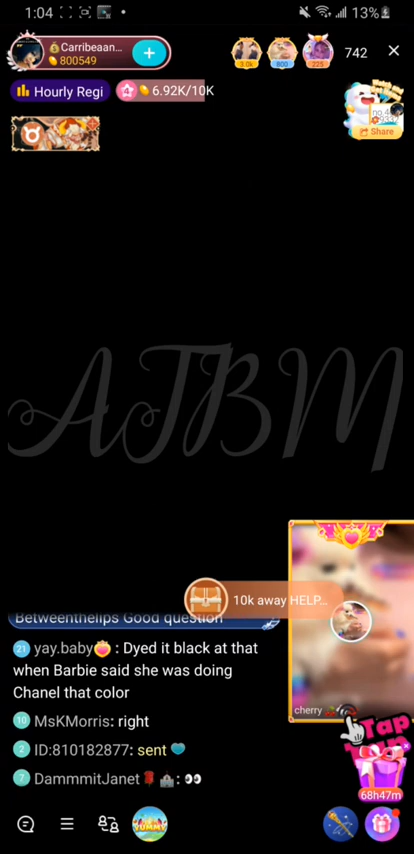 1:04
13%
Carribeaan...
800549
3.0k
800
225
742
Hourly Regi
6.92K/10K
Share
AJBM
10k away HELP...
Betweenthelips Good question
21 yay.baby : Dyed it black at that
when Barbie said she was doing
Chanel that color
10 MsKMorris: right
2 ID:810182877: sent
7 DammmitJanet : 👀
cherry
Tap
68h47m
YUMMY